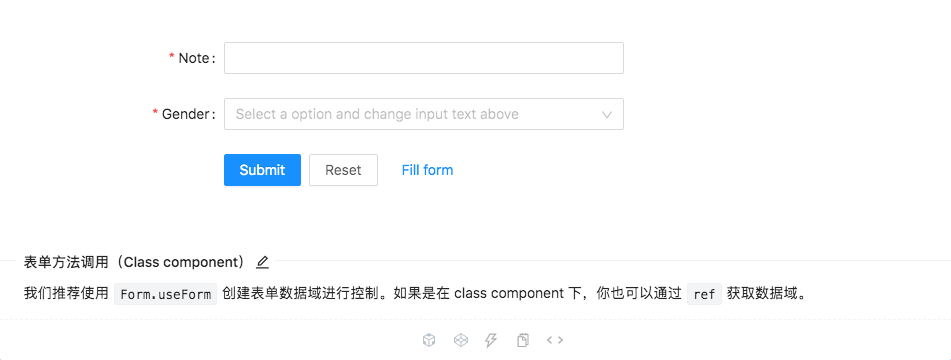 * Note:
* Gender: Select a option and change input text above
Submit Reset Fill form
表单方法调用（Class component）
我们推荐使用 Form.useForm 创建表单数据域进行控制。如果是在 class component 下，你也可以通过 ref 获取数据域。